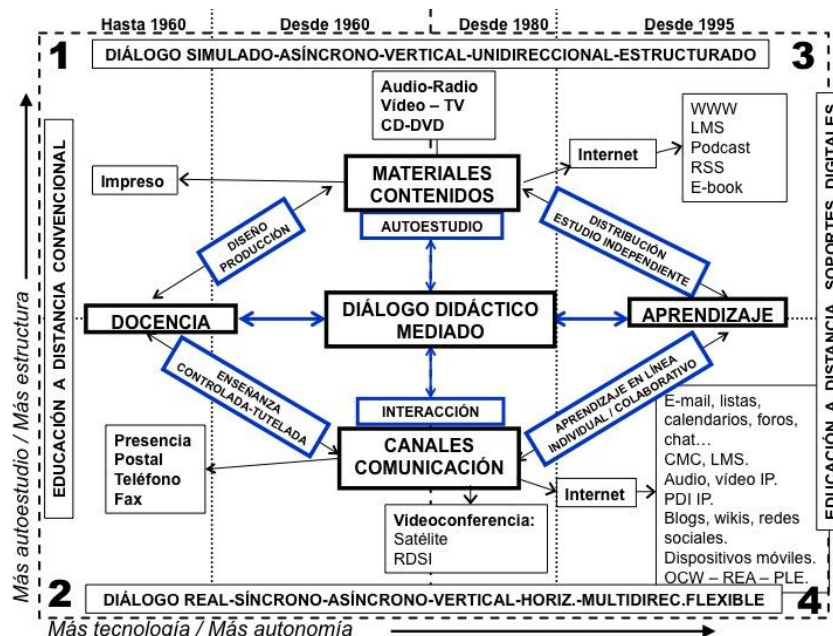 Hasta 1960
Desde 1960
Desde 1980
Desde 1995
1
DIÁLOGO SIMULADO-ASÍNCRONO-VERTICAL-UNIDIRECCIONAL-ESTRUCTURADO
3
Audio-Radio
Vídeo – TV
CD-DVD
WWW
LMS
Podcast
RSS
E-book
Internet
Impreso
MATERIALES
CONTENIDOS
AUTOESTUDIO
DISEÑO
PRODUCCIÓN
DISTRIBUCIÓN
ESTUDIO INDEPENDIENTE
EDUCACIÓN A DISTANCIA CONVENCIONAL
Más autoestudio / Más estructura
EDUCACIÓN A DISTANCIA SOPORTES DIGITALES
DOCENCIA
DIÁLOGO DIDÁCTICO
MEDIADO
APRENDIZAJE
ENSEÑANZA
CONTROLADA-TUTELADA
INTERACCIÓN
APRENDIZAJE EN LÍNEA
INDIVIDUAL / COLABORATIVO
CANALES
COMUNICACIÓN
Presencia
Postal
Teléfono
Fax
Internet
E-mail, listas,
calendarios, foros,
chat…
CMC, LMS.
Audio, vídeo IP.
PDI IP.
Blogs, wikis, redes
sociales.
Dispositivos móviles.
OCW – REA – PLE.
Videoconferencia:
Satélite
RDSI
2
DIÁLOGO REAL-SÍNCRONO-ASÍNCRONO-VERTICAL-HORIZ.-MULTIDIREC.FLEXIBLE
4
Más tecnología / Más autonomía